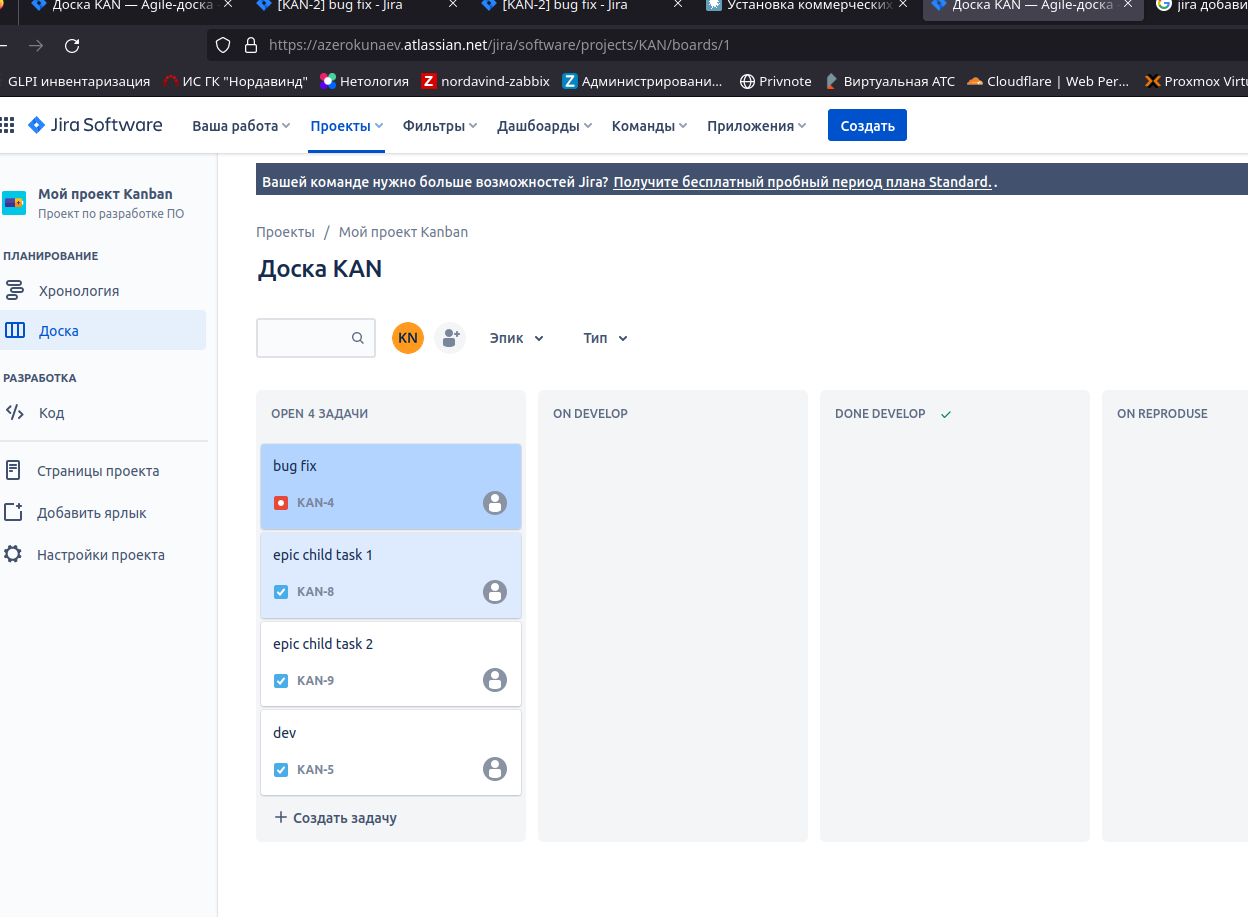 Доска KAN — Agile-доска
[KAN-2] bug fix - Jira
[KAN-2] bug fix - Jira
Установка коммерческих
Доска KAN — Agile-доска
jira добави
https://azerokunaev.atlassian.net/jira/software/projects/KAN/boards/1
GLPI инвентаризация
ИС ГК "Нордавинд"
Нетология
nordavind-zabbix
Администрировани...
Privnote
Виртуальная АТС
Cloudflare | Web Per...
Proxmox Virtu
Jira Software
Ваша работа
Проекты
Фильтры
Дашбоарды
Команды
Приложения
Создать
Мой проект Kanban
Проект по разработке ПО
ПЛАНИРОВАНИЕ
Хронология
Доска
РАЗРАБОТКА
Код
Страницы проекта
Добавить ярлык
Настройки проекта
Вашей команде нужно больше возможностей Jira? Получите бесплатный пробный период плана Standard. .
Проекты / Мой проект Kanban
Доска KAN
KN
Эпик
Тип
OPEN 4 ЗАДАЧИ
bug fix
KAN-4
epic child task 1
KAN-8
epic child task 2
KAN-9
dev
KAN-5
Создать задачу
ON DEVELOP
DONE DEVELOP
ON REPRODUSE